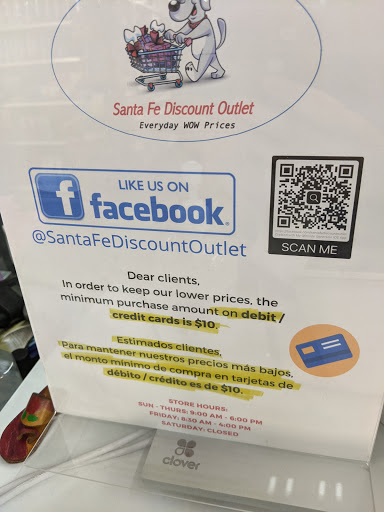 Santa Fe Discount Outlet
Everyday WOW Prices
LIKE US ON
f facebook.
@SantaFeDiscountOutlet
SCAN ME
Dear clients,
In order to keep our lower prices, the
minimum purchase amount on debit /
credit cards is $10.
Estimados clientes,
Para mantener nuestros precios más bajos,
el monto mínimo de compra en tarjetas de
débito / crédito es de $10.
STORE HOURS:
SUN - THURS: 9:00 AM - 6:00 PM
FRIDAY: 8:30 AM - 4:00 PM
SATURDAY: CLOSED
clover